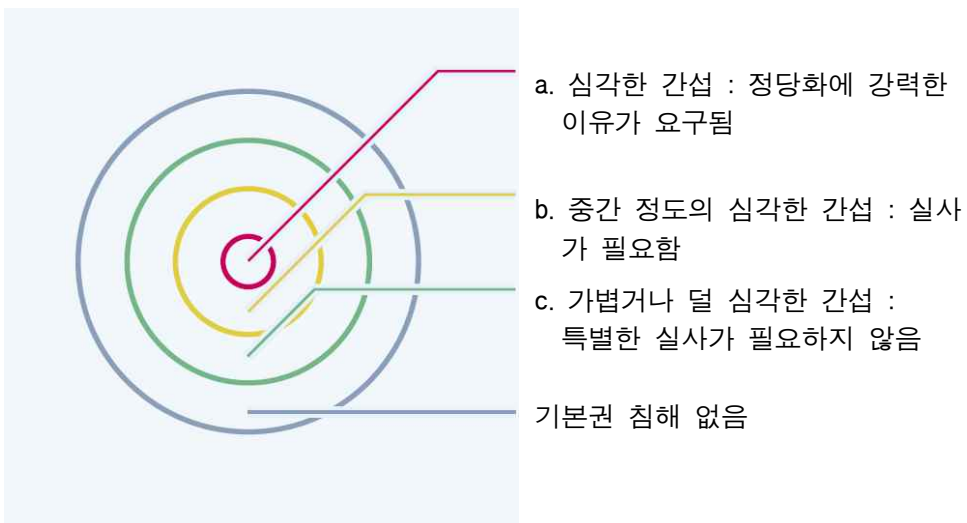 a. 심각한 간섭 : 정당화에 강력한
이유가 요구됨
b. 중간 정도의 심각한 간섭 : 실사
가 필요함
c. 가볍거나 덜 심각한 간섭 :
특별한 실사가 필요하지 않음
기본권 침해 없음